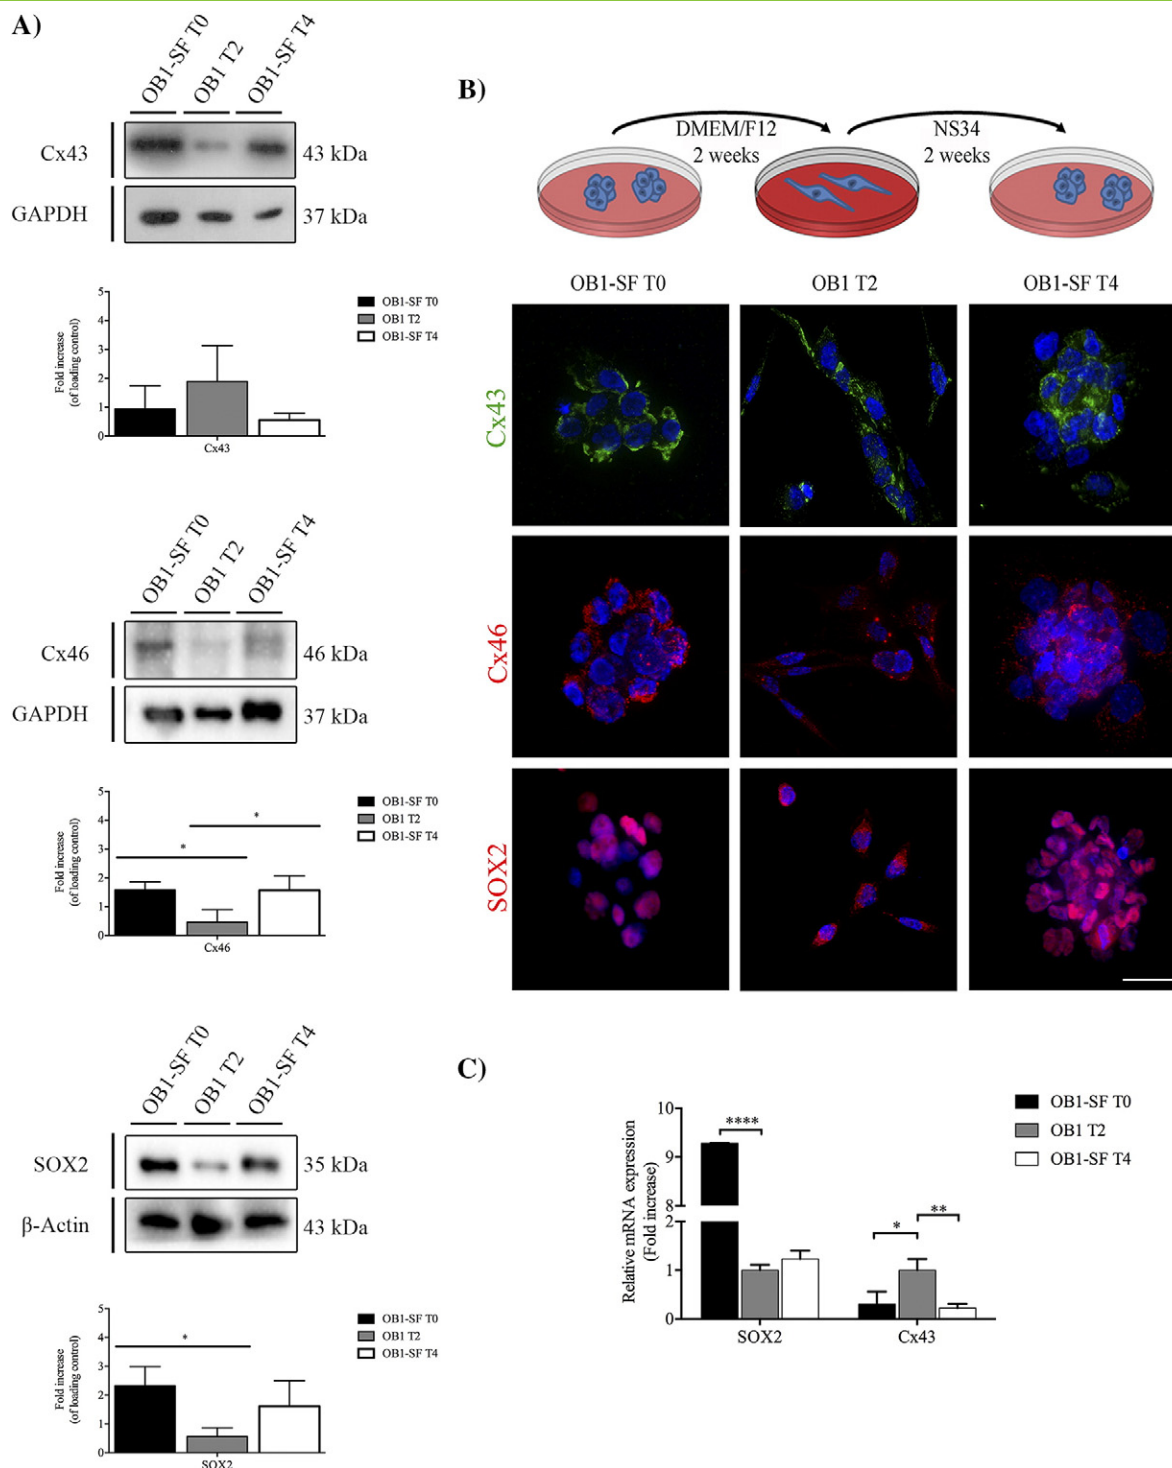 A)
OB1-SF T0
OB1 T2
OB1-SF T4
Cx43
43 kDa
GAPDH
37 kDa
5
4
3
2
1
0
Fold increase
(of loading control)
Cx43
OB1-SF T0
OB1 T2
OB1-SF T4
OB1-SF T0
OB1 T2
OB1-SF T4
Cx46
46 kDa
GAPDH
37 kDa
5
4
3
2
1
0
Fold increase
(of loading control)
*
*
Cx46
OB1-SF T0
OB1 T2
OB1-SF T4
OB1-SF T0
OB1 T2
OB1-SF T4
SOX2
35 kDa
β-Actin
43 kDa
5
4
3
2
1
0
Fold increase
(of loading control)
*
SOX2
OB1-SF T0
OB1 T2
OB1-SF T4
B)
DMEM/F12
2 weeks
NS34
2 weeks
OB1-SF T0
OB1 T2
OB1-SF T4
Cx43
Cx46
SOX2
C)
10
9
8
2
1
0
Relative mRNA expression
(Fold increase)
****
*
**
SOX2
Cx43
OB1-SF T0
OB1 T2
OB1-SF T4